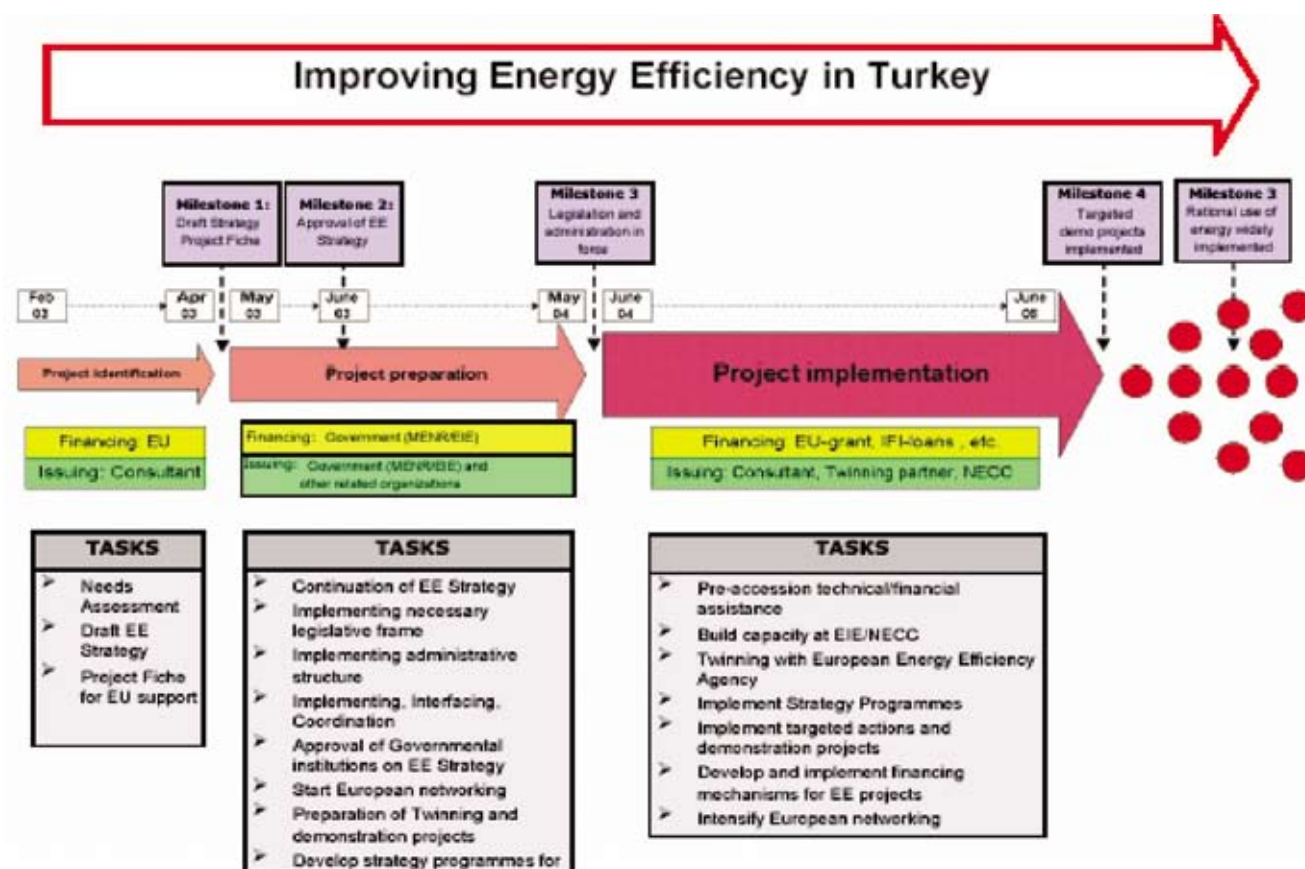 Improving Energy Efficiency in Turkey
Milestone 1:
Draft Strategy
Project Fiche
Milestone 2:
Approval of EE
Strategy
Milestone 3
Legislation and
administration in
force
Milestone 4
Targeted
demo projects
implemented
Milestone 3
Rational use of
energy widely
implemented
Feb
03
Apr
03
May
03
June
03
May
04
June
04
June
Project identification
Project preparation
Project implementation
Financing: EU
Issuing: Consultant
Financing: Government (MENR/EIE)
Issuing: Government (MENR/EIE) and
other related organizations
Financing: EU-grant, IFI-loans , etc.
Issuing: Consultant, Twinning partner, NECC
TASKS
Needs
Assessment
Draft EE
Strategy
Project Fiche
for EU support
TASKS
Continuation of EE Strategy
Implementing necessary
legislative frame
Implementing administrative
structure
Implementing, Interfacing,
Coordination
Approval of Governmental
institutions on EE Strategy
Start European networking
Preparation of Twinning and
demonstration projects
Develop strategy programmes for
TASKS
Pre-accession technical/financial
assistance
Build capacity at EIE/NECC
Twinning with European Energy Efficiency
Agency
Implement Strategy Programmes
Implement targeted actions and
demonstration projects
Develop and implement financing
mechanisms for EE projects
Intensify European networking